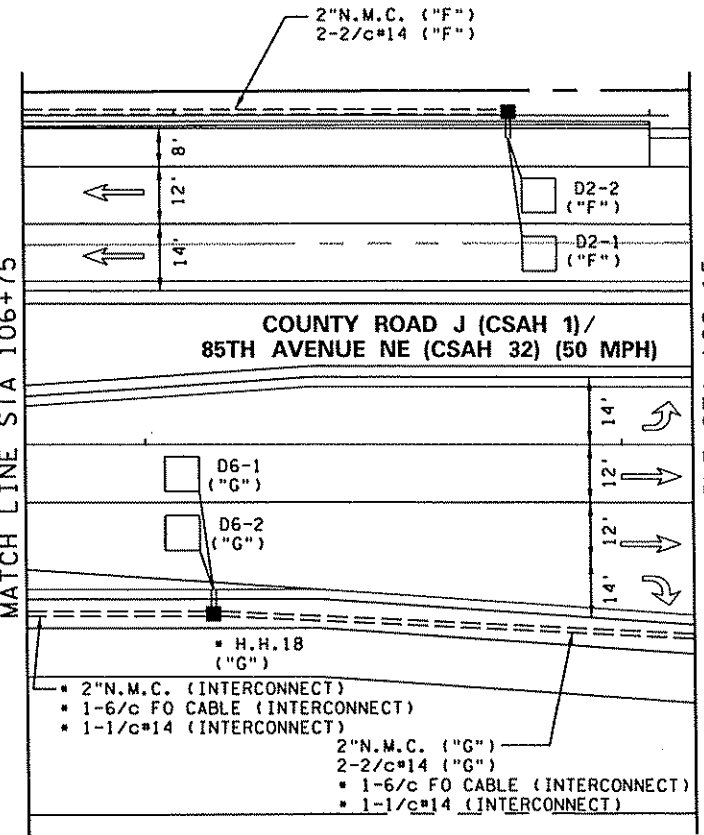 2"N.M.C. ("F")
2-2/c#14 ("F")
8'
12'
14'
D2-2
("F")
D2-1
("F")
MATCH LINE STA 106+75
COUNTY ROAD J (CSAH 1)/
85TH AVENUE NE (CSAH 32) (50 MPH)
14'
12'
12'
14'
D6-1
("G")
D6-2
("G")
* H.H.18
("G")
* 2"N.M.C. (INTERCONNECT)
* 1-6/c FO CABLE (INTERCONNECT)
* 1-1/c#14 (INTERCONNECT)
2"N.M.C. ("G")
2-2/c#14 ("G")
* 1-6/c FO CABLE (INTERCONNECT)
* 1-1/c#14 (INTERCONNECT)